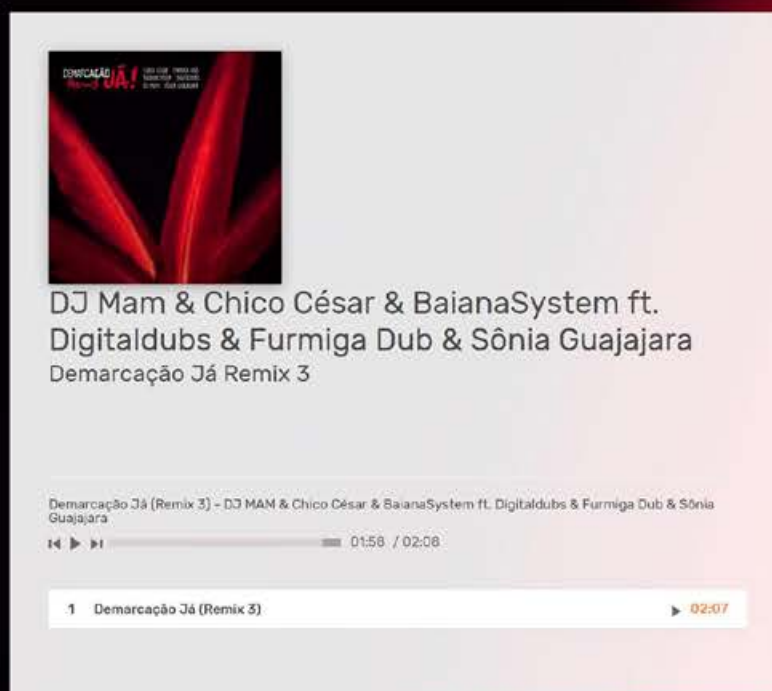 DEMARCAÇÃO JÁ!
Remix
DJ Mam & Chico César & BaianaSystem ft.
Digitaldubs & Furmiga Dub & Sônia Guajajara
Demarcação Já Remix 3
Demarcação Já (Remix 3) - DJ MAM & Chico César & BaianaSystem ft. Digitaldubs & Furmiga Dub & Sônia
Guajajara
01:58 / 02:08
1 Demarcação Já (Remix 3) 02:07